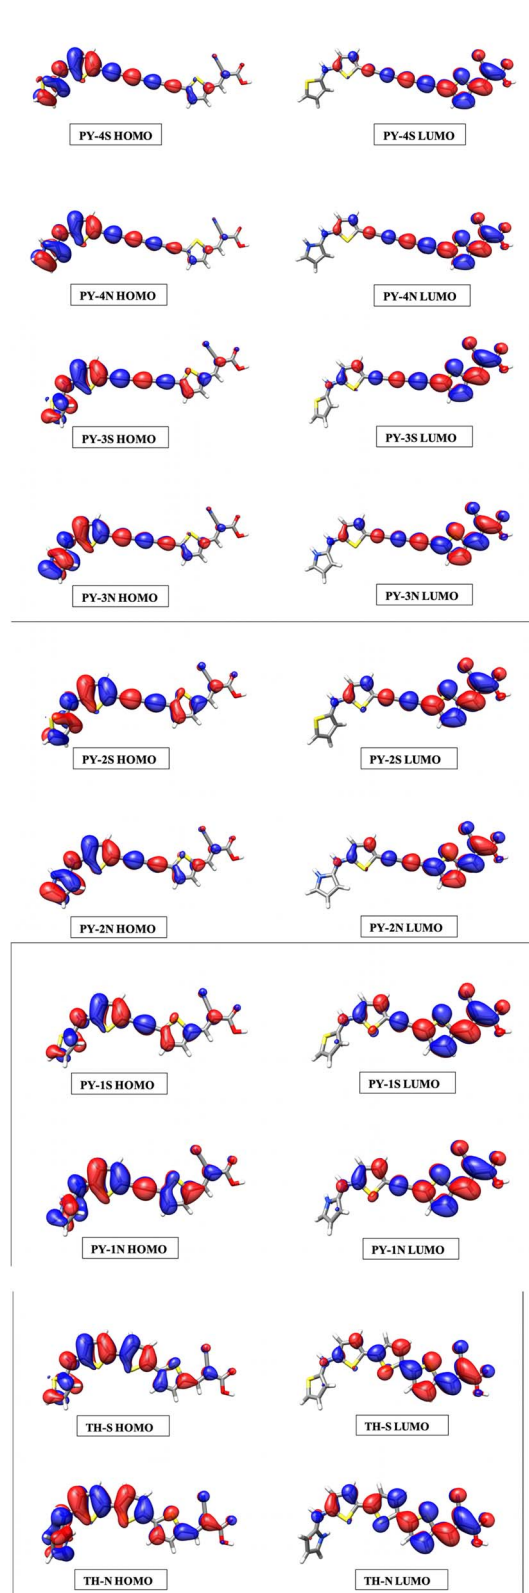 PY-4S HOMO
PY-4S LUMO
PY-4N HOMO
PY-4N LUMO
PY-3S HOMO
PY-3S LUMO
PY-3N HOMO
PY-3N LUMO
PY-2S HOMO
PY-2S LUMO
PY-2N HOMO
PY-2N LUMO
PY-1S HOMO
PY-1S LUMO
PY-1N HOMO
PY-1N LUMO
TH-S HOMO
TH-S LUMO
TH-N HOMO
TH-N LUMO